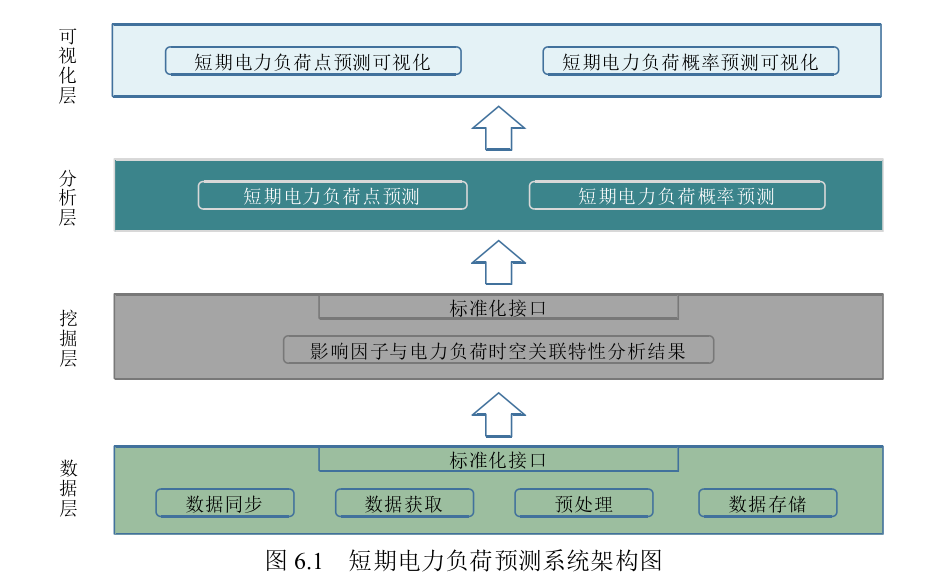 可视化层
短期电力负荷点预测可视化
短期电力负荷概率预测可视化
分析层
短期电力负荷点预测
短期电力负荷概率预测
挖掘层
标准化接口
影响因子与电力负荷时空关联特性分析结果
数据层
标准化接口
数据同步
数据获取
预处理
数据存储
图 6.1 短期电力负荷预测系统架构图